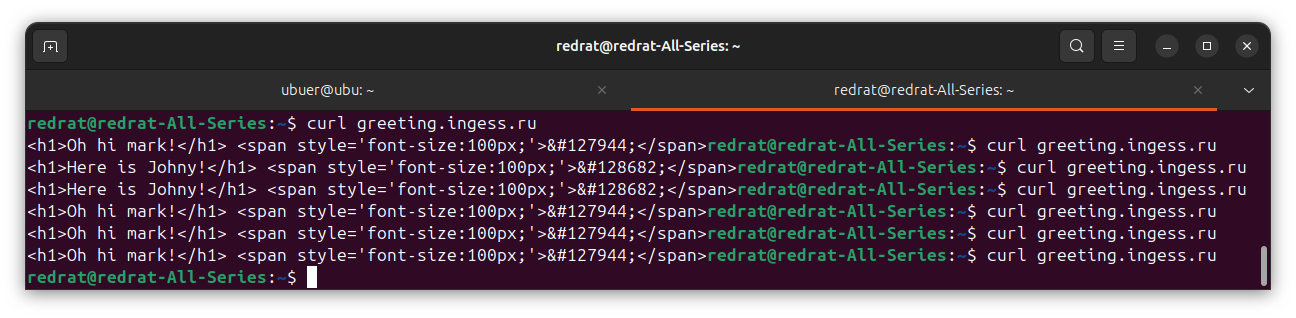 redrat@redrat-All-Series: ~
ubuer@ubu: ~
redrat@redrat-All-Series: ~
redrat@redrat-All-Series:~$ curl greeting.ingess.ru
<h1>Oh hi mark!</h1> <span style='font-size:100px;'>&#127944;</span>redrat@redrat-All-Series:~$ curl greeting.ingess.ru
<h1>Here is Johny!</h1> <span style='font-size:100px;'>&#128682;</span>redrat@redrat-All-Series:~$ curl greeting.ingess.ru
<h1>Here is Johny!</h1> <span style='font-size:100px;'>&#128682;</span>redrat@redrat-All-Series:~$ curl greeting.ingess.ru
<h1>Oh hi mark!</h1> <span style='font-size:100px;'>&#127944;</span>redrat@redrat-All-Series:~$ curl greeting.ingess.ru
<h1>Oh hi mark!</h1> <span style='font-size:100px;'>&#127944;</span>redrat@redrat-All-Series:~$ curl greeting.ingess.ru
<h1>Oh hi mark!</h1> <span style='font-size:100px;'>&#127944;</span>redrat@redrat-All-Series:~$ curl greeting.ingess.ru
redrat@redrat-All-Series:~$